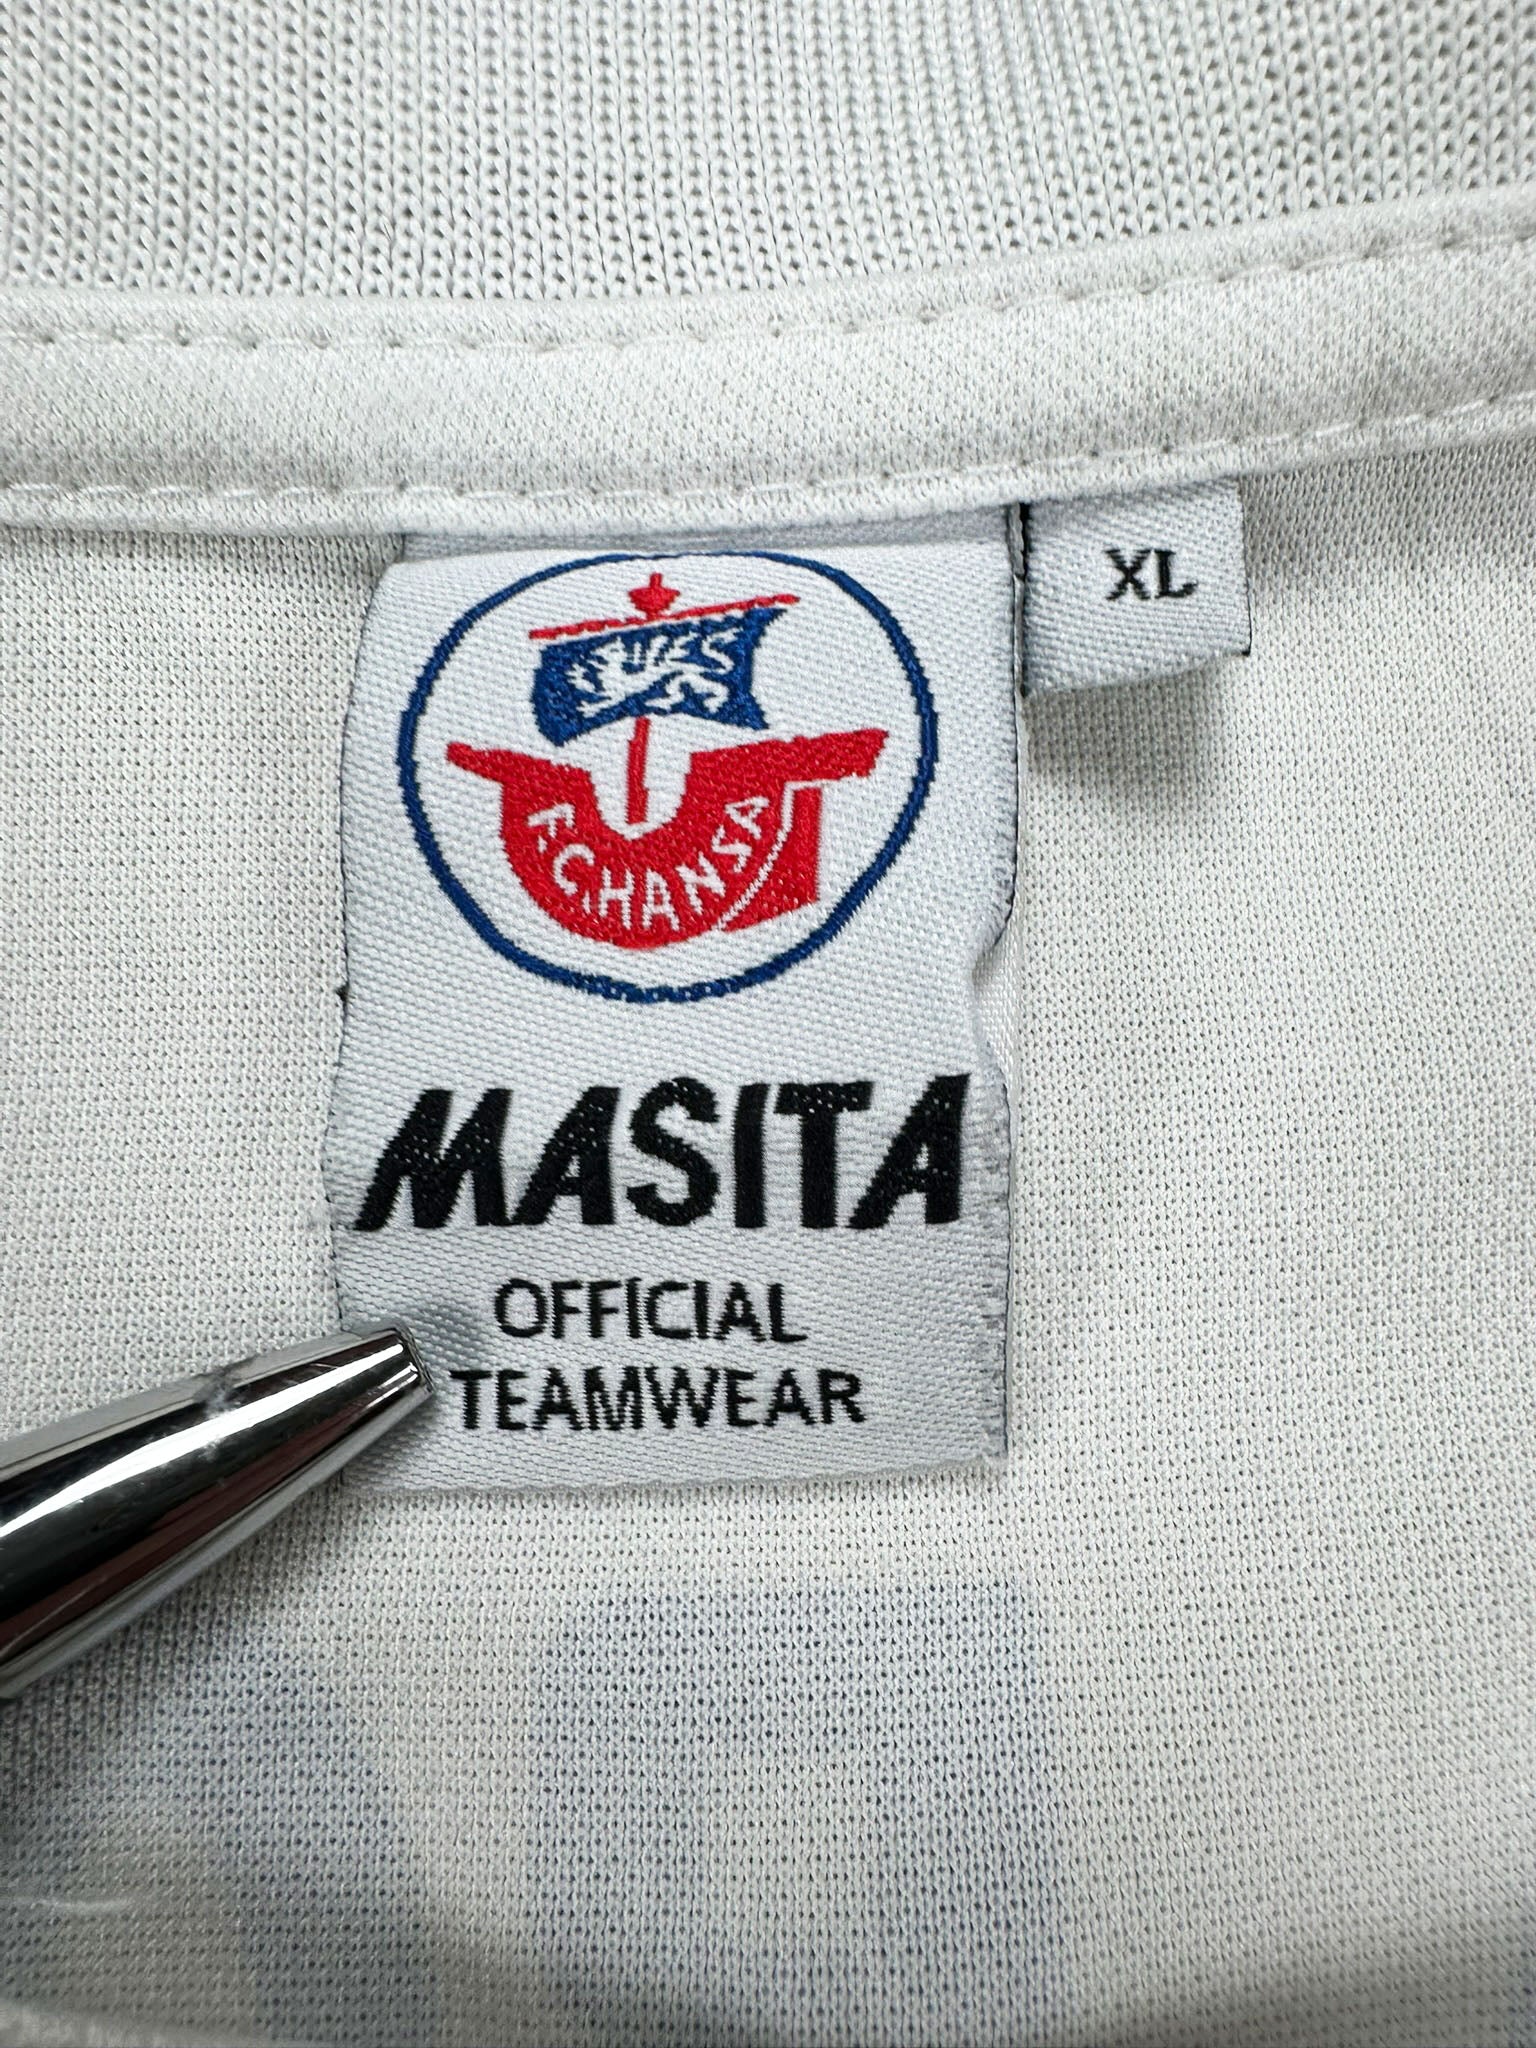 XL
F.C. HANSA
MASITA
OFFICIAL
TEAMWEAR